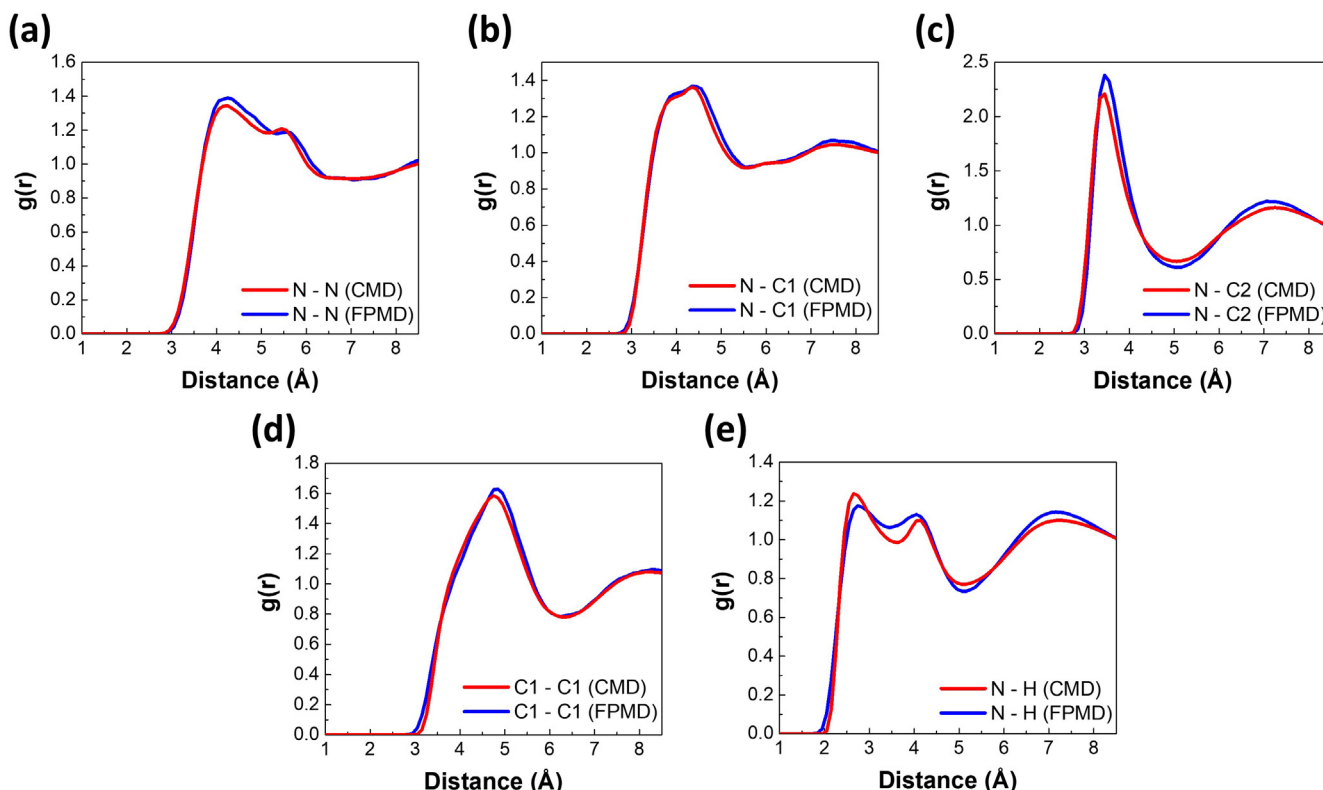 (a)
1.6
1.4
1.2
1.0
0.8
0.6
0.4
0.2
0.0
g(r)
N - N (CMD)
N - N (FPMD)
1 2 3 4 5 6 7 8
Distance (Å)
(b)
1.4
1.2
1.0
0.8
0.6
0.4
0.2
0.0
g(r)
N - C1 (CMD)
N - C1 (FPMD)
1 2 3 4 5 6 7 8
Distance (Å)
(c)
2.5
2.0
1.5
1.0
0.5
0.0
g(r)
N - C2 (CMD)
N - C2 (FPMD)
1 2 3 4 5 6 7 8
Distance (Å)
(d)
1.8
1.6
1.4
1.2
1.0
0.8
0.6
0.4
0.2
0.0
g(r)
C1 - C1 (CMD)
C1 - C1 (FPMD)
1 2 3 4 5 6 7 8
Distance (Å)
(e)
1.4
1.2
1.0
0.8
0.6
0.4
0.2
0.0
g(r)
N - H (CMD)
N - H (FPMD)
1 2 3 4 5 6 7 8
Distance (Å)